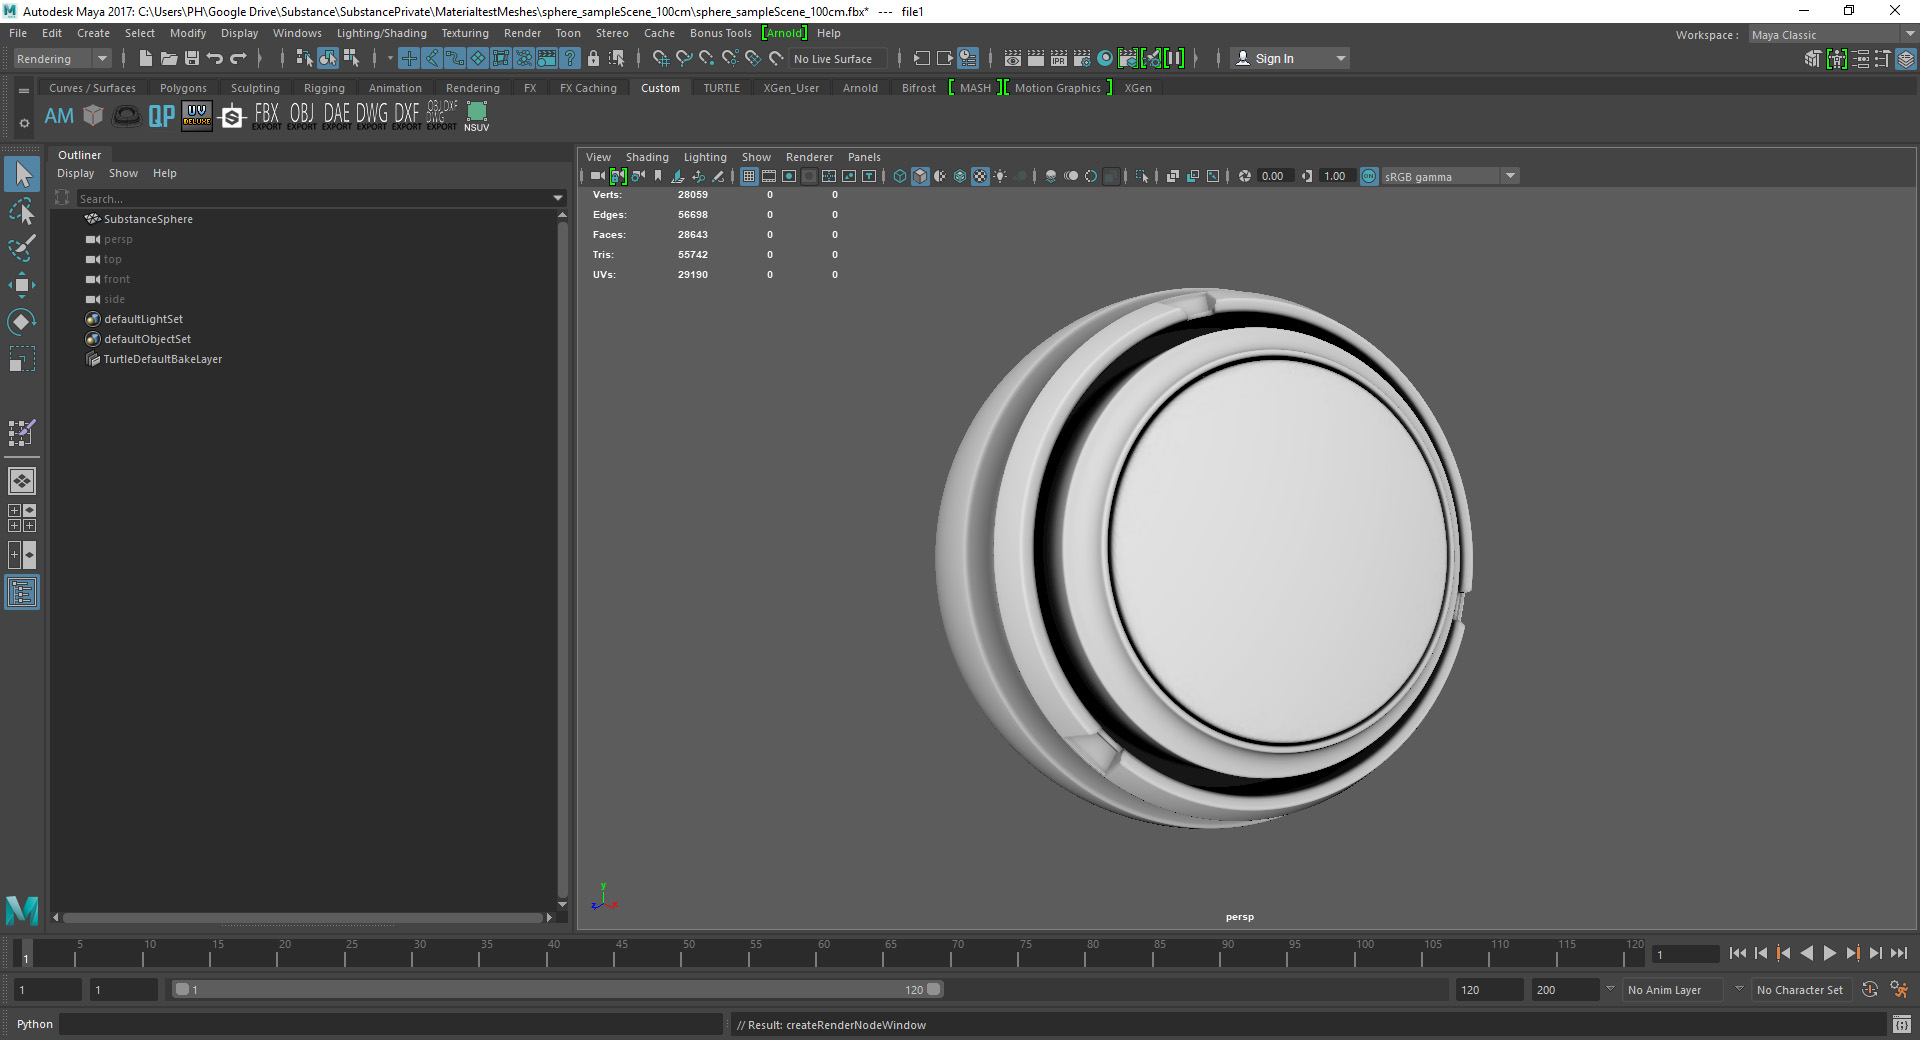 Autodesk Maya 2017: C:\Users\PH\Google Drive\Substance\SubstancePrivate\MaterialtestMeshes\sphere_sampleScene_100cm\sphere_sampleScene_100cm.fbx* --- file1
File Edit Create Select Modify Display Windows Lighting/Shading Texturing Render Toon Stereo Cache Bonus Tools [Arnold] Help
Workspace : Maya Classic
Rendering
No Live Surface
IPR
Sign In
Curves / Surfaces Polygons Sculpting Rigging Animation Rendering FX FX Caching Custom TURTLE XGen_User Arnold Bifrost [ MASH ][ Motion Graphics ] XGen
AM QP UV DELUXE FBX EXPORT OBJ EXPORT DAE EXPORT DWG EXPORT DXF EXPORT OBJ DXF DWG EXPORT NSUV
Outliner
Display Show Help
Search...
SubstanceSphere
persp
top
front
side
defaultLightSet
defaultObjectSet
TurtleDefaultBakeLayer
View Shading Lighting Show Renderer Panels
0.00 1.00 ON sRGB gamma
Verts: 28059 0 0
Edges: 56698 0 0
Faces: 28643 0 0
Tris: 55742 0 0
UVs: 29190 0 0
y
z x
persp
1 5 10 15 20 25 30 35 40 45 50 55 60 65 70 75 80 85 90 95 100 105 110 115 120
1
1 1 1 120 120 200 No Anim Layer No Character Set
Python
// Result: createRenderNodeWindow